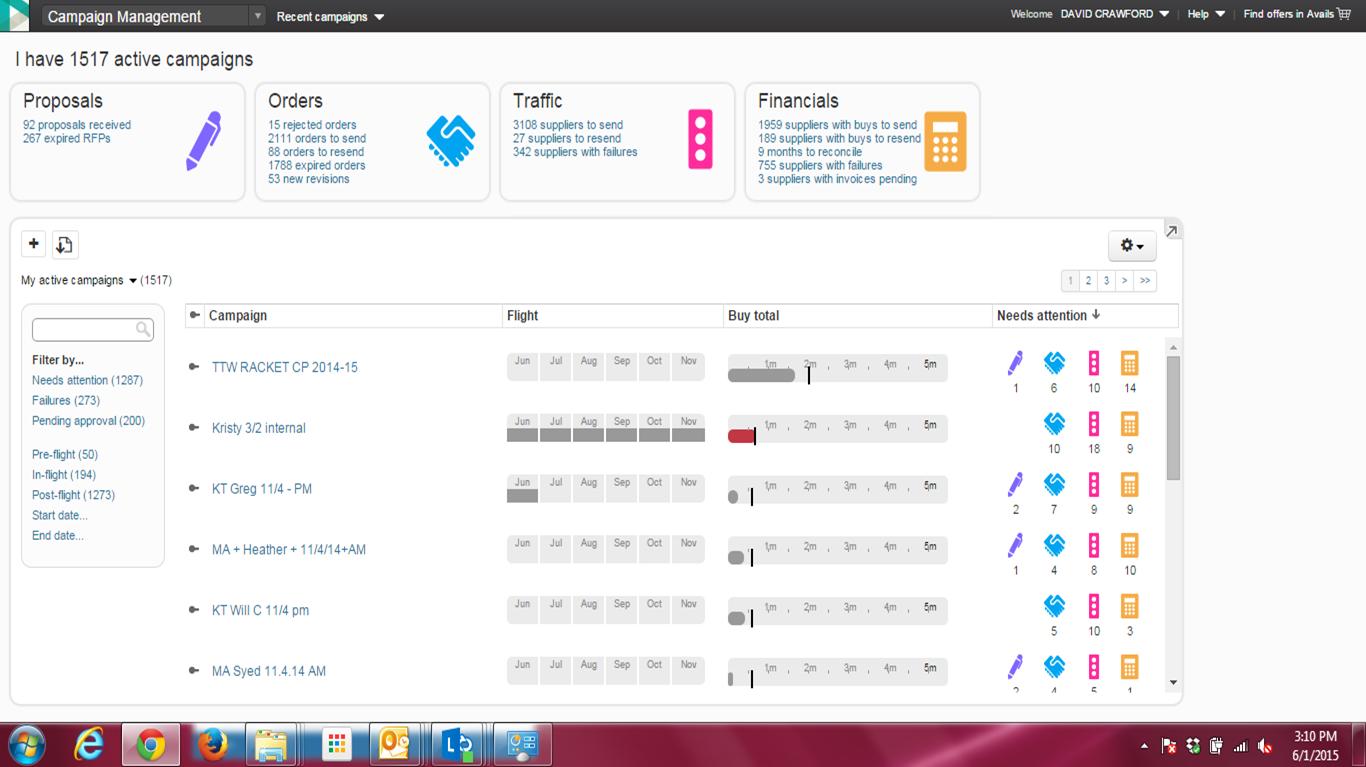 Campaign Management Recent campaigns Welcome DAVID CRAWFORD Help Find offers in Avails
I have 1517 active campaigns
Proposals
92 proposals received
267 expired RFPs
Orders
15 rejected orders
2111 orders to send
88 orders to resend
1788 expired orders
53 new revisions
Traffic
3108 suppliers to send
27 suppliers to resend
342 suppliers with failures
Financials
1959 suppliers with buys to send
189 suppliers with buys to resend
9 months to reconcile
755 suppliers with failures
3 suppliers with invoices pending
My active campaigns (1517)
1 2 3 > >>
Filter by...
Needs attention (1287)
Failures (273)
Pending approval (200)
Pre-flight (50)
In-flight (194)
Post-flight (1273)
Start date...
End date...
Campaign Flight Buy total Needs attention
TTW RACKET CP 2014-15 Jun Jul Aug Sep Oct Nov 1m 2m 3m 4m 5m
1 6 10 14
Kristy 3/2 internal Jun Jul Aug Sep Oct Nov 1m 2m 3m 4m 5m
10 18 9
KT Greg 11/4 - PM Jun Jul Aug Sep Oct Nov 1m 2m 3m 4m 5m
2 7 9 9
MA + Heather + 11/4/14+AM Jun Jul Aug Sep Oct Nov 1m 2m 3m 4m 5m
1 4 8 10
KT Will C 11/4 pm Jun Jul Aug Sep Oct Nov 1m 2m 3m 4m 5m
5 10 3
MA Syed 11.4.14 AM Jun Jul Aug Sep Oct Nov 1m 2m 3m 4m 5m
2 4 5 1
3:10 PM
6/1/2015